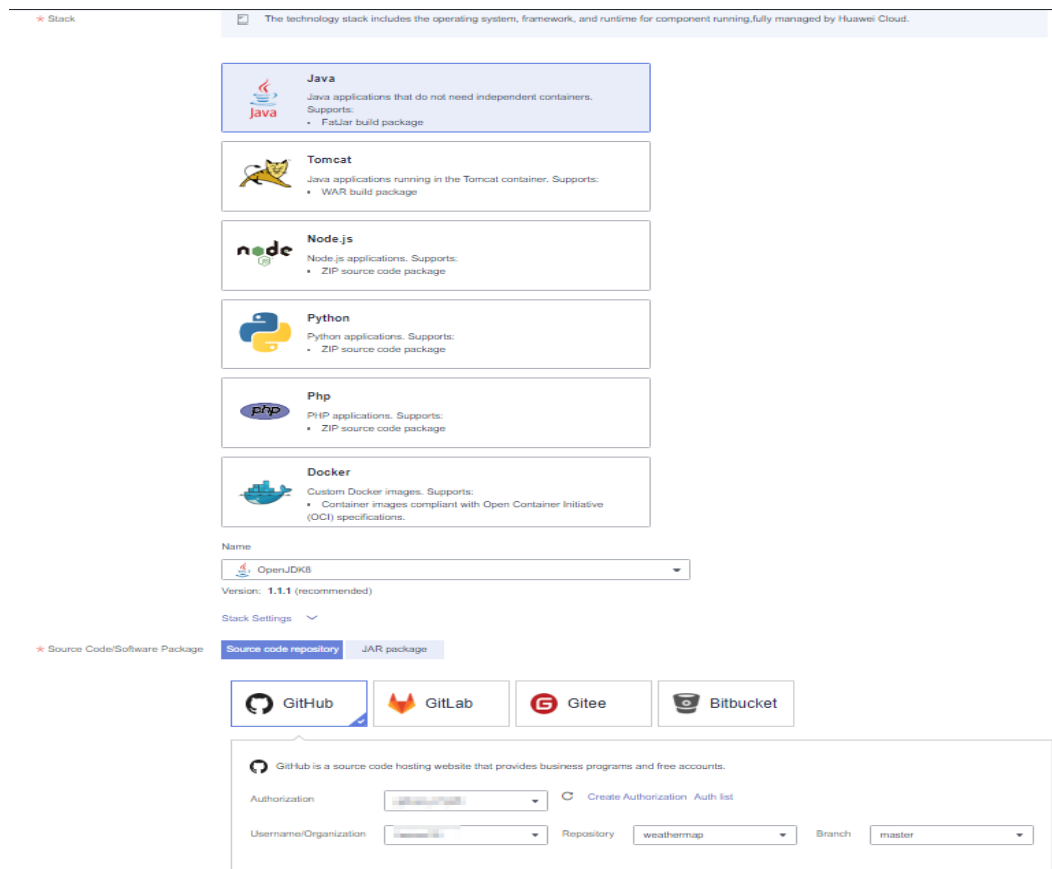 * Stack
The technology stack includes the operating system, framework, and runtime for component running,fully managed by Huawei Cloud.
Java
Java
Java applications that do not need independent containers.
Supports:
• FatJar build package
Tomcat
Java applications running in the Tomcat container. Supports:
• WAR build package
node
JS
Node.js
Node.js applications. Supports:
• ZIP source code package
Python
Python applications. Supports:
• ZIP source code package
php
Php
PHP applications. Supports:
• ZIP source code package
Docker
Custom Docker images. Supports:
• Container images compliant with Open Container Initiative
(OCI) specifications.
Name
OpenJDK8
Version: 1.1.1 (recommended)
Stack Settings
* Source Code/Software Package Source code repository JAR package
GitHub GitLab Gitee Bitbucket
GitHub is a source code hosting website that provides business programs and free accounts.
Authorization Create Authorization Auth list
Username/Organization Repository weathermap Branch master